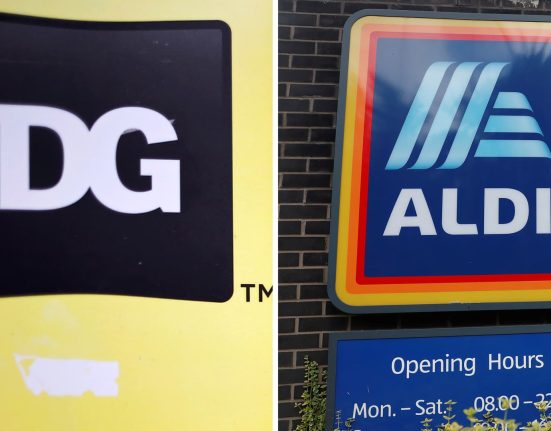 DG
TM
ALDI
Opening Hours
Mon. – Sat. 08:00 – 22